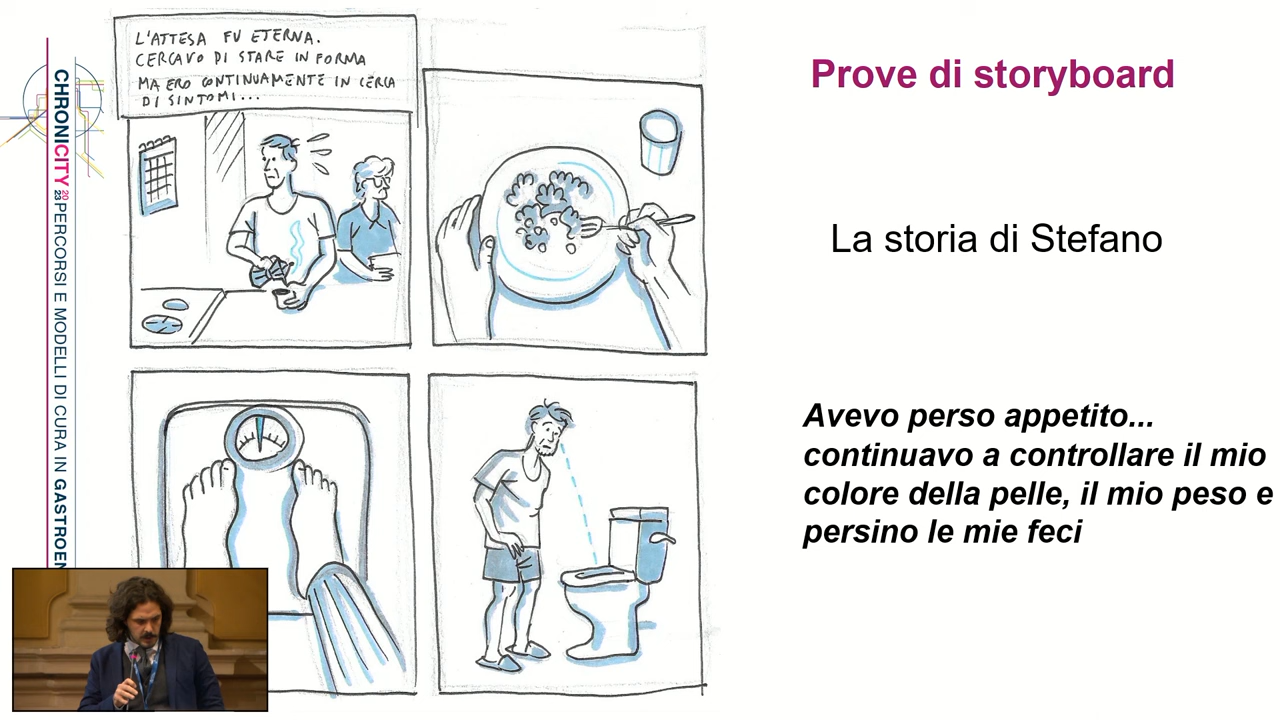 L'ATTESA FU ETERNA.
CERCAVO DI STARE IN FORMA
MA ERO CONTINUAMENTE IN CERCA
DI SINTOMI...
Prove di storyboard
La storia di Stefano
Avevo perso appetito...
continuavo a controllare il mio
colore della pelle, il mio peso e
persino le mie feci
CHRONICITY 2023 PERCORSI E MODELLI DI CURA IN GASTROEN